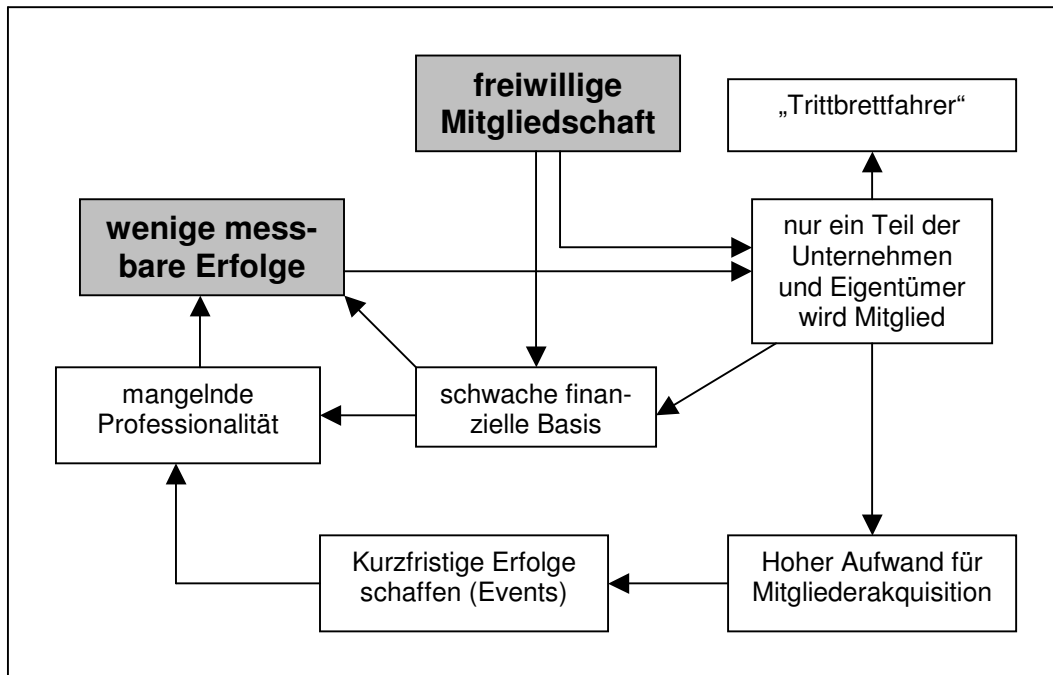 freiwillige
Mitgliedschaft
„Trittbrettfahrer“
wenige mess-
bare Erfolge
nur ein Teil der
Unternehmen
und Eigentümer
wird Mitglied
mangelnde
Professionalität
schwache finan-
zielle Basis
Kurzfristige Erfolge
schaffen (Events)
Hoher Aufwand für
Mitgliederakquisition